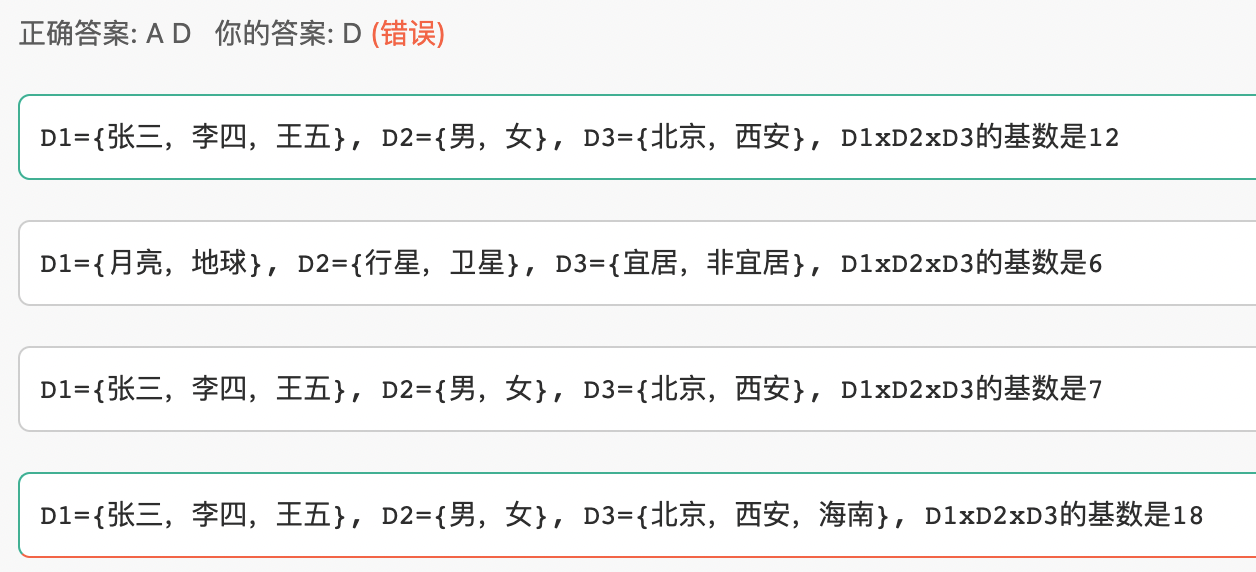 正确答案: A D 你的答案: D (错误)
D1={张三，李四，王五}, D2={男，女}, D3={北京，西安}, D1xD2xD3的基数是12
D1={月亮，地球}, D2={行星，卫星}, D3={宜居，非宜居}, D1xD2xD3的基数是6
D1={张三，李四，王五}, D2={男，女}, D3={北京，西安}, D1xD2xD3的基数是7
D1={张三，李四，王五}, D2={男，女}, D3={北京，西安，海南}, D1xD2xD3的基数是18